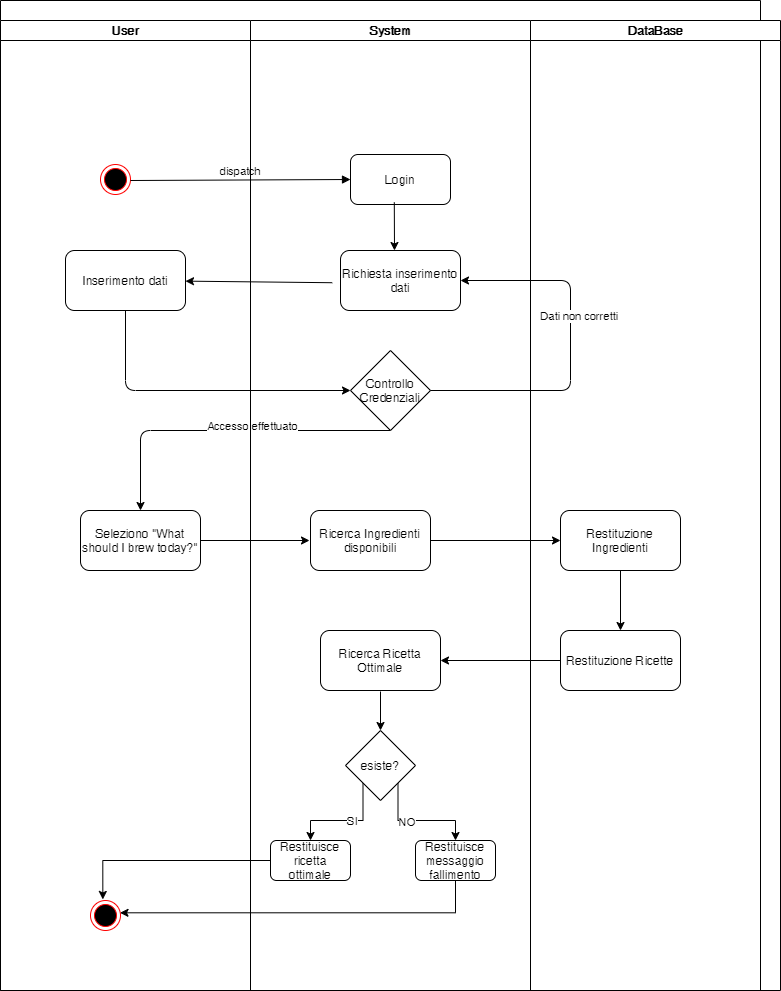 User
System
DataBase
dispatch
Login
Inserimento dati
Richiesta inserimento
dati
Dati non corretti
Controllo
Credenziali
Accesso effettuato
Seleziono "What
should I brew today?"
Ricerca Ingredienti
disponibili
Restituzione
Ingredienti
Ricerca Ricetta
Ottimale
Restituzione Ricette
esiste?
SI
NO
Restituisce
ricetta
ottimale
Restituisce
messaggio
fallimento